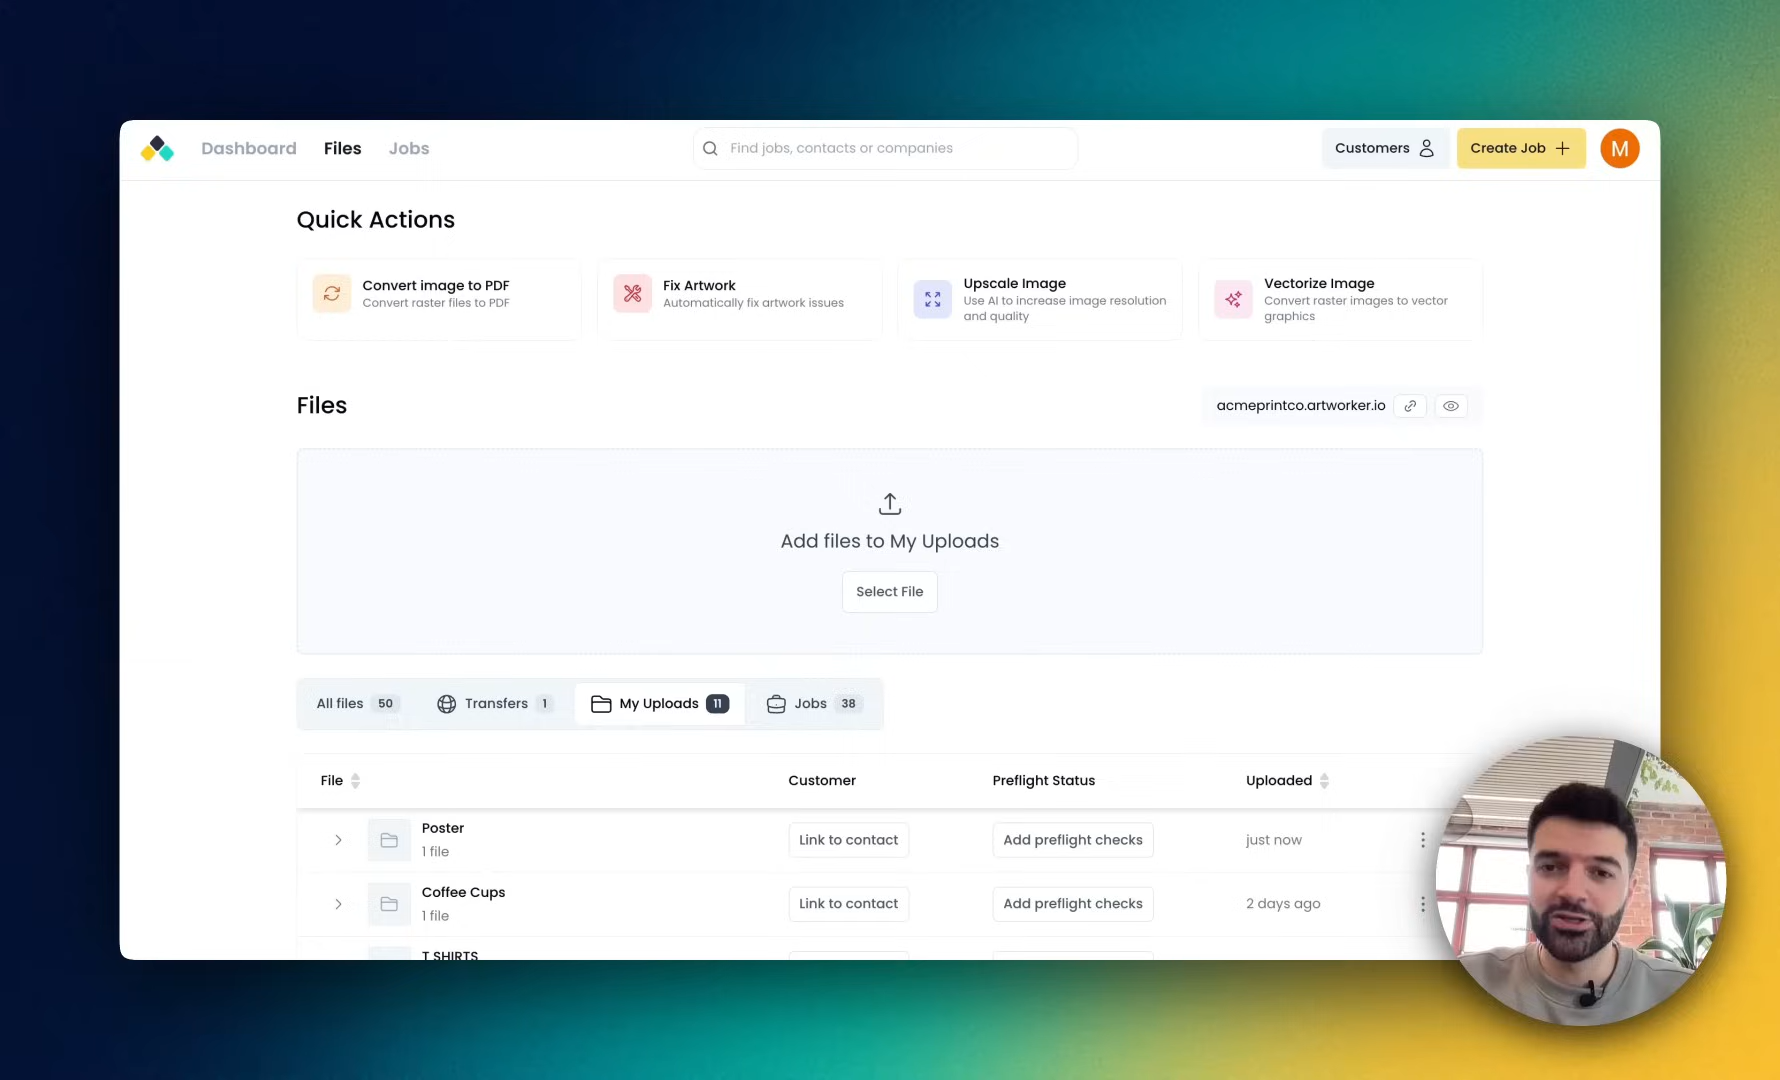 Dashboard Files Jobs
Find jobs, contacts or companies
Customers
Create Job
M
Quick Actions
Convert image to PDF
Convert raster files to PDF
Fix Artwork
Automatically fix artwork issues
Upscale Image
Use AI to increase image resolution
and quality
Vectorize Image
Convert raster images to vector
graphics
Files
acmeprintco.artworker.io
Add files to My Uploads
Select File
All files 50 Transfers 1 My Uploads 11 Jobs 38
File Customer Preflight Status Uploaded
Poster
1 file
Link to contact Add preflight checks just now
Coffee Cups
1 file
Link to contact Add preflight checks 2 days ago
T SHIRTS